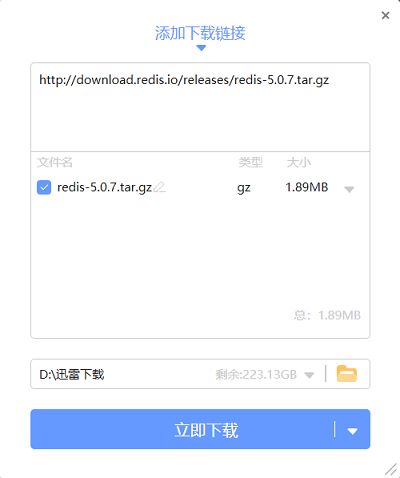 添加下载链接
http://download.redis.io/releases/redis-5.0.7.tar.gz
文件名 类型 大小
redis-5.0.7.tar.gz gz 1.89MB
总：1.89MB
D:\迅雷下载 剩余:223.13GB
立即下载